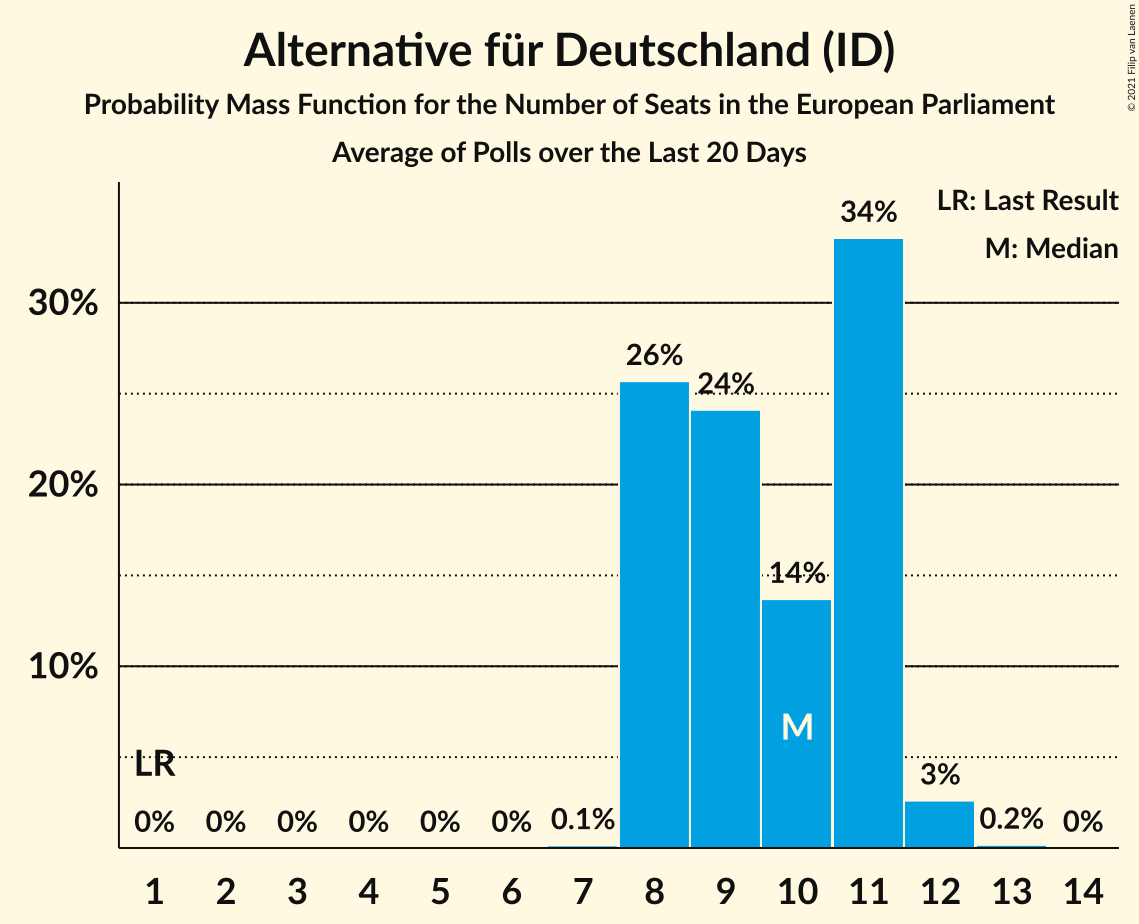 Alternative für Deutschland (ID)
Probability Mass Function for the Number of Seats in the European Parliament
Average of Polls over the Last 20 Days
© 2021 Filip van Laenen
LR: Last Result
M: Median
34%
30%
26%
24%
20%
14%
10%
M
LR
3%
0% 0% 0% 0% 0% 0% 0.1% 0.2% 0%
1 2 3 4 5 6 7 8 9 10 11 12 13 14